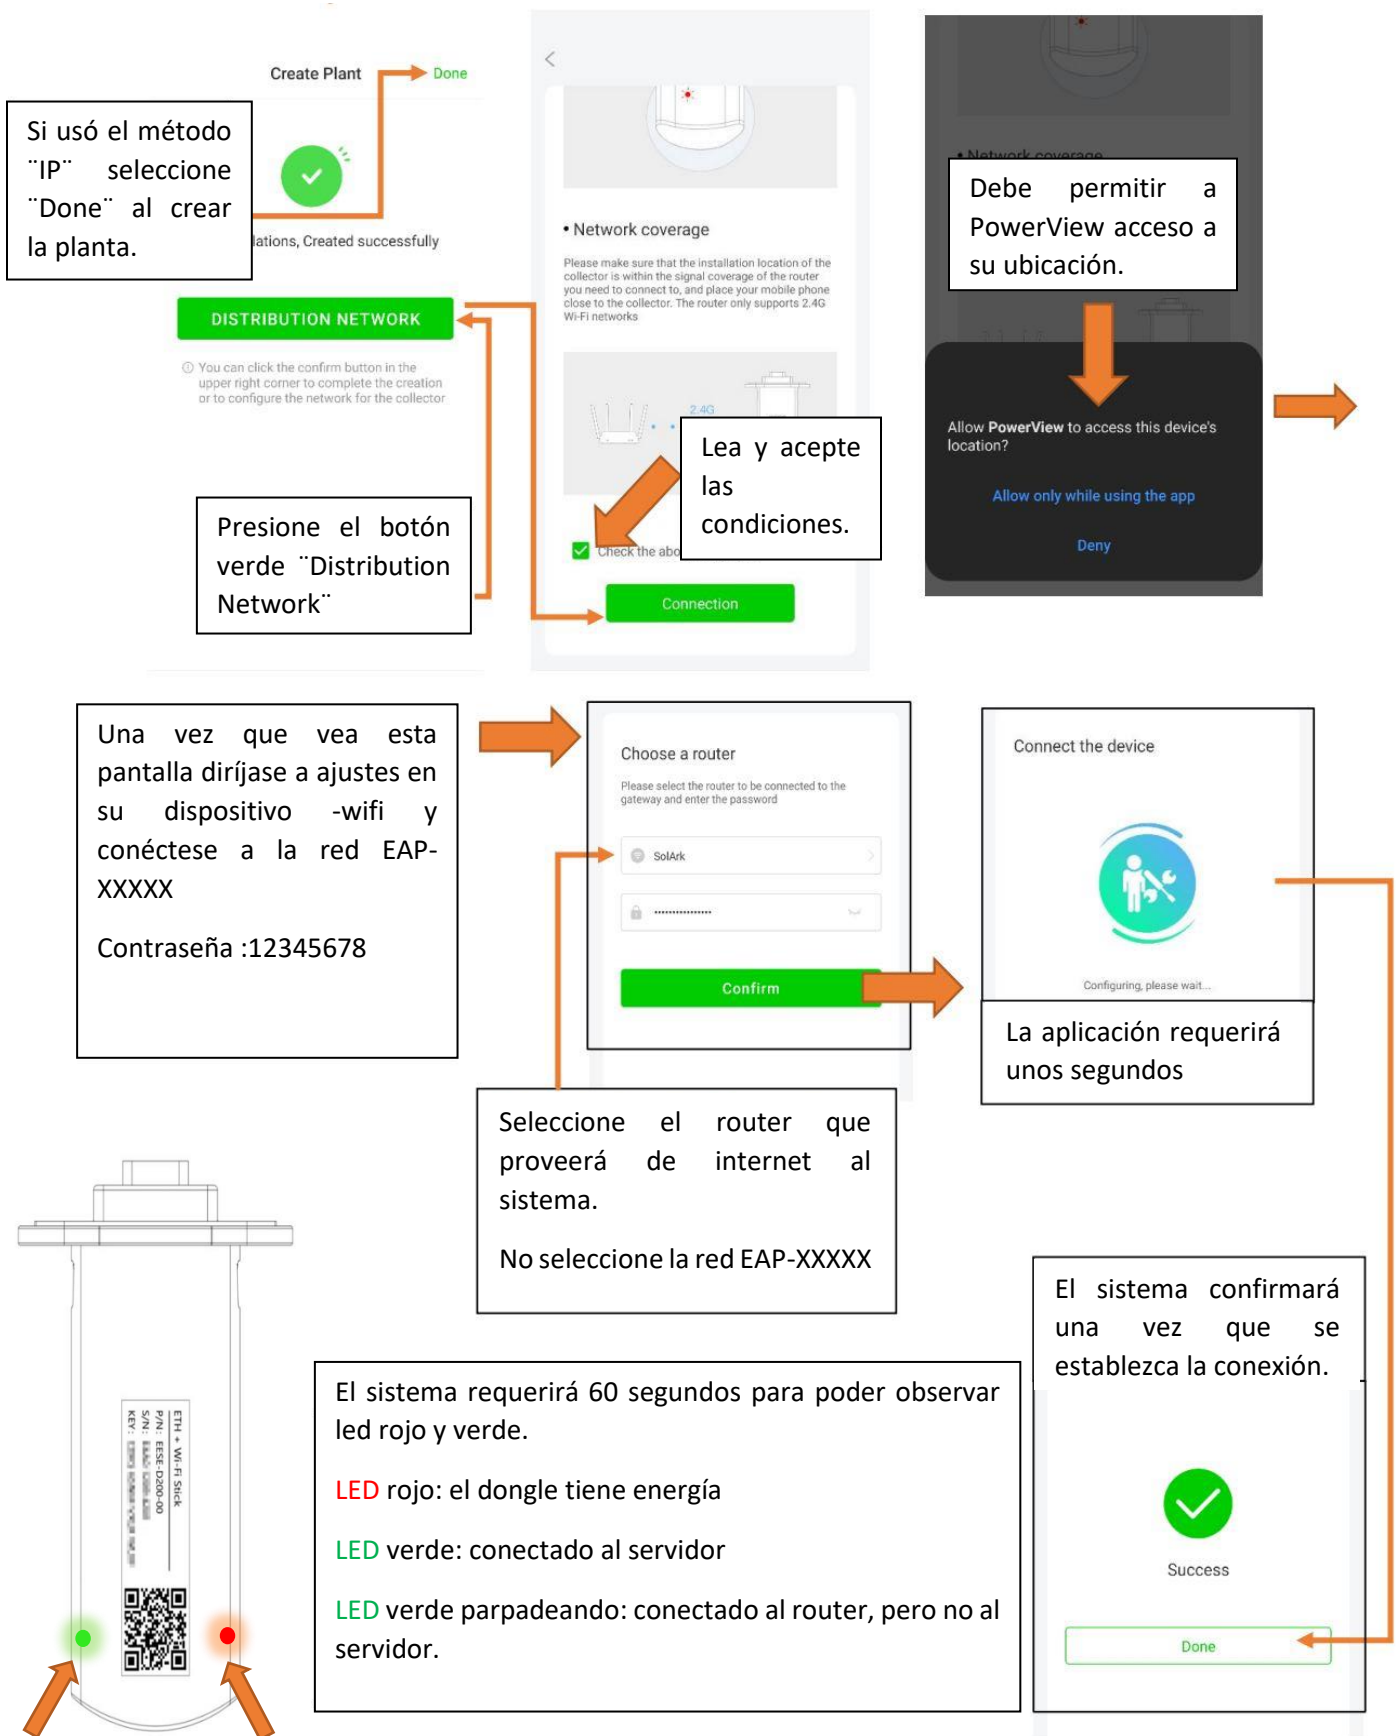 Create Plant
Done
Si usó el método
¨IP¨ seleccione
¨Done¨ al crear
la planta.
lations, Created successfully
DISTRIBUTION NETWORK
You can click the confirm button in the
upper right corner to complete the creation
or to configure the network for the collector
Presione el botón
verde ¨Distribution
Network¨
• Network coverage
Please make sure that the installation location of the
collector is within the signal coverage of the router
you need to connect to, and place your mobile phone
close to the collector. The router only supports 2.4G
Wi-Fi networks
2.4G
Lea y acepte
las
condiciones.
Check the abo
Connection
• Network coverage
Debe permitir a
PowerView acceso a
su ubicación.
Allow PowerView to access this device's
location?
Allow only while using the app
Deny
Una vez que vea esta
pantalla diríjase a ajustes en
su dispositivo -wifi y
conéctese a la red EAP-
XXXXX
Contraseña :12345678
Choose a router
Please select the router to be connected to the
gateway and enter the password
SolArk
Confirm
Connect the device
Configuring, please wait...
La aplicación requerirá
unos segundos
Seleccione el router que
proveerá de internet al
sistema.
No seleccione la red EAP-XXXXX
El sistema confirmará
una vez que se
establezca la conexión.
Success
Done
El sistema requerirá 60 segundos para poder observar
led rojo y verde.
LED rojo: el dongle tiene energía
LED verde: conectado al servidor
LED verde parpadeando: conectado al router, pero no al
servidor.
ETH + Wi-Fi Stick
P/N: EESE-D200-00
S/N:
KEY: